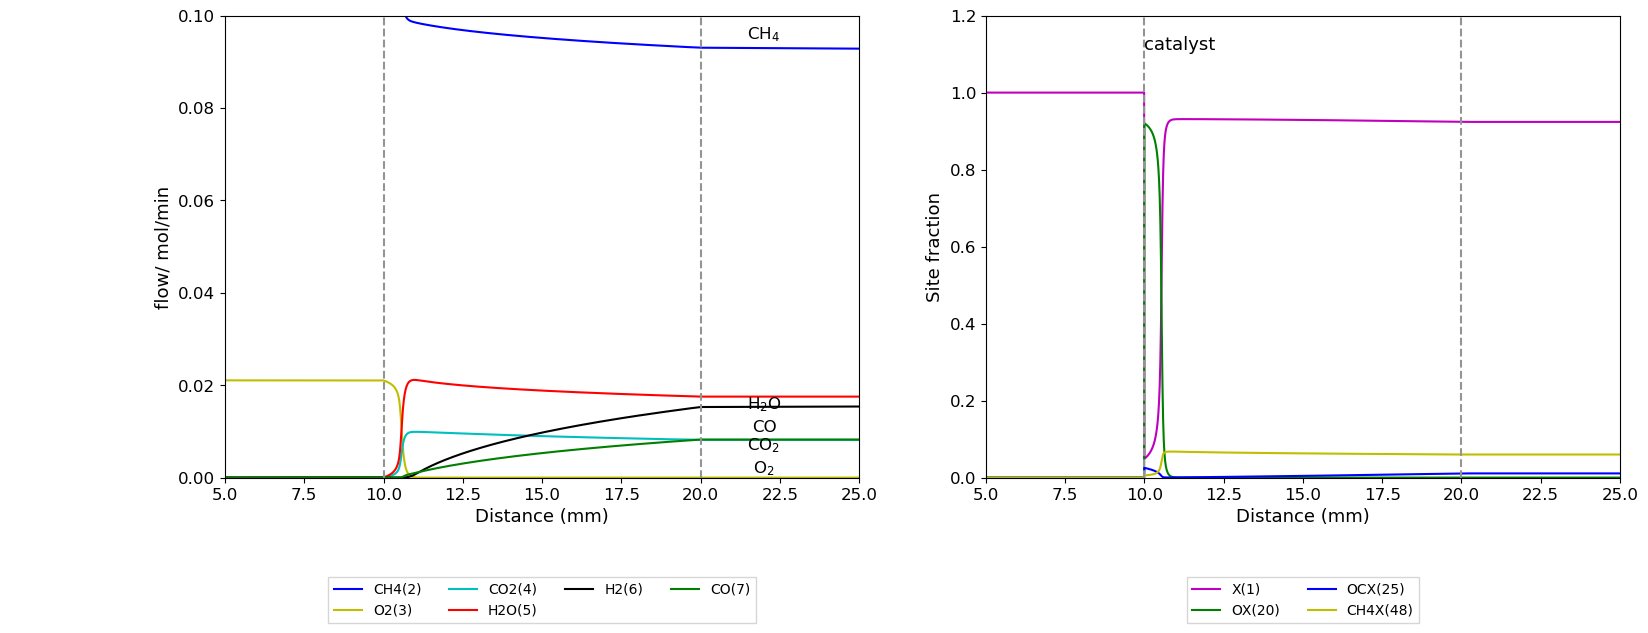 0.10
0.08
0.06
0.04
0.02
0.00
flow/ mol/min
CH₄
H₂O
CO
CO₂
O₂
5.0 7.5 10.0 12.5 15.0 17.5 20.0 22.5 25.0
Distance (mm)
CH4(2) CO2(4) H2(6) CO(7)
O2(3) H2O(5)
1.2
1.0
0.8
0.6
0.4
0.2
0.0
Site fraction
catalyst
5.0 7.5 10.0 12.5 15.0 17.5 20.0 22.5 25.0
Distance (mm)
X(1) OCX(25)
OX(20) CH4X(48)